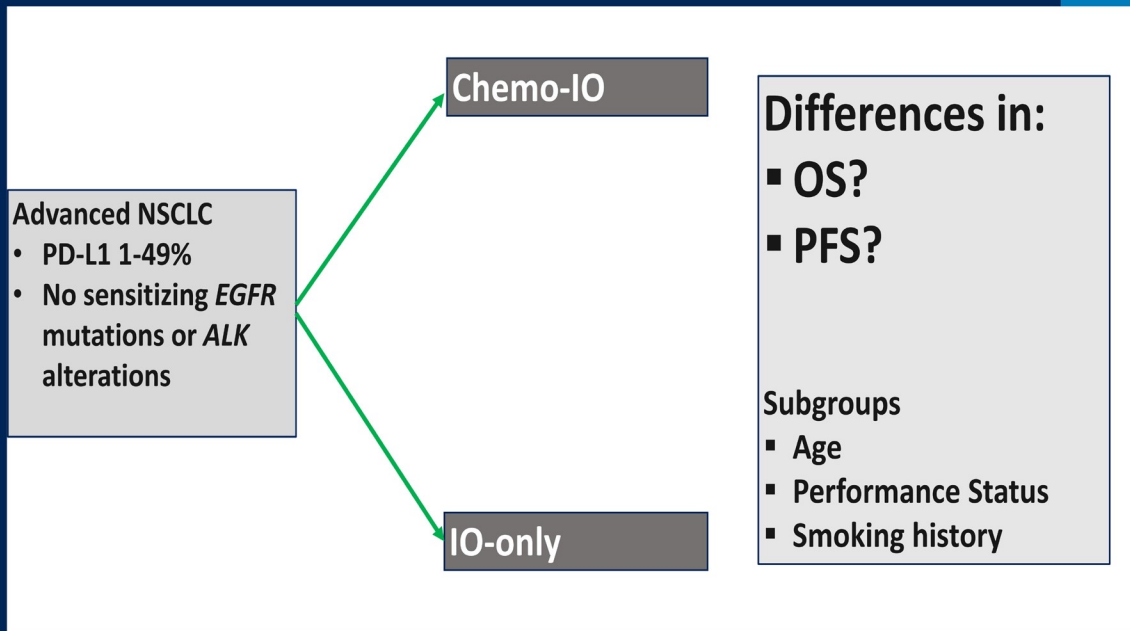 Chemo-IO
Advanced NSCLC
• PD-L1 1-49%
• No sensitizing EGFR
mutations or ALK
alterations
IO-only
Differences in:
▪ OS?
▪ PFS?
Subgroups
▪ Age
▪ Performance Status
▪ Smoking history